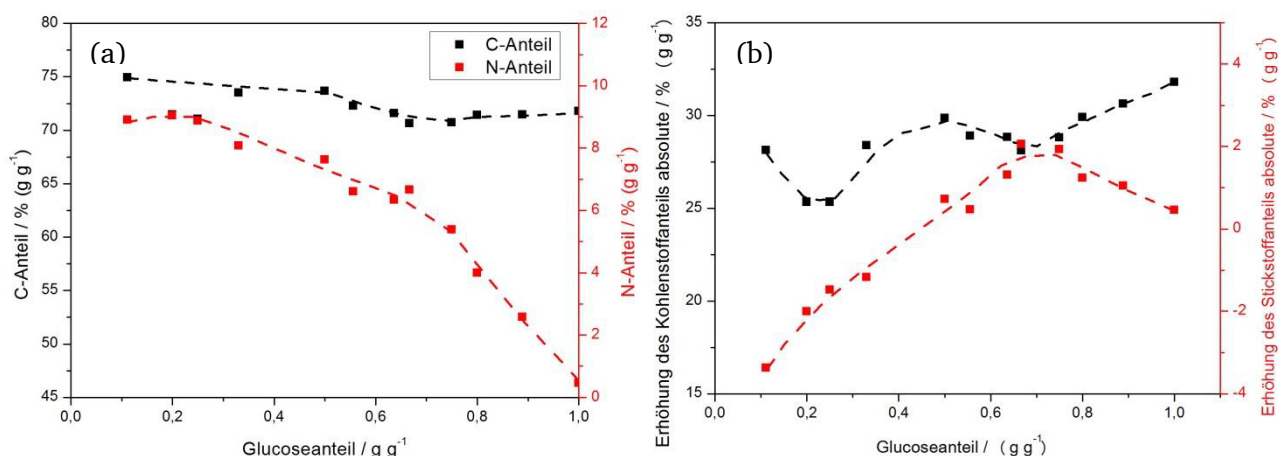 (a)
C-Anteil
N-Anteil
C-Anteil / % (g g⁻¹)
80
75
70
65
60
55
50
45
N-Anteil / % (g g⁻¹)
12
10
8
6
4
2
0
0,0 0,2 0,4 0,6 0,8 1,0
Glucoseanteil / g g⁻¹
(b)
Erhöhung des Kohlenstoffanteils absolute / % ( g g⁻¹)
35
30
25
20
15
Erhöhung des Stickstoffanteils absolute / % ( g g⁻¹)
4
2
0
-2
-4
0,0 0,2 0,4 0,6 0,8 1,0
Glucoseanteil / ( g g⁻¹)